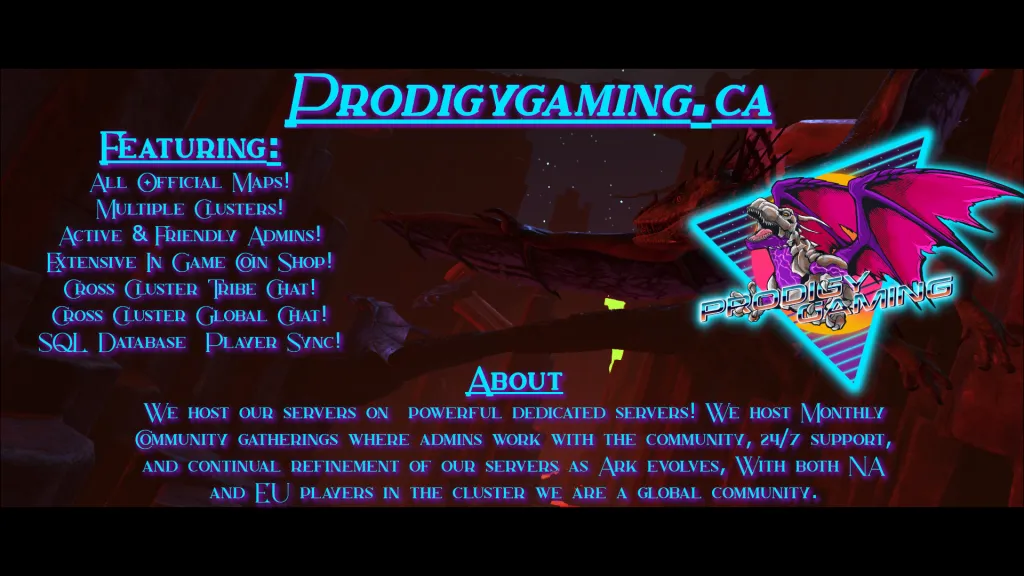 Prodigygaming.ca
Featuring:
All Official Maps!
Multiple Clusters!
Active & Friendly Admins!
Extensive In Game Coin Shop!
Cross Cluster Tribe Chat!
Cross Cluster Global Chat!
SQL Database Player Sync!
PRODIGY
GAMING
About
We host our servers on powerful dedicated servers! We host Monthly
Community gatherings where admins work with the community, 24/7 support,
and continual refinement of our servers as Ark evolves, With both NA
and EU players in the cluster we are a global community.